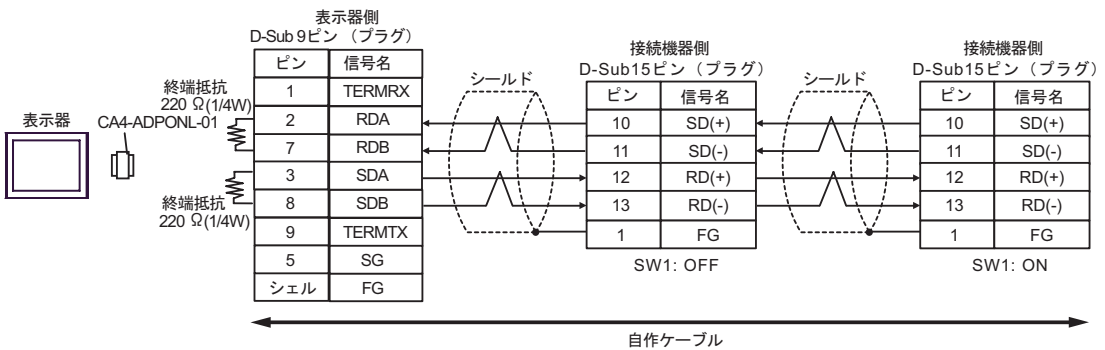 表示器
CA4-ADPONL-01
終端抵抗
220 Ω(1/4W)
終端抵抗
220 Ω(1/4W)
表示器側
D-Sub 9ピン （プラグ）
ピン 信号名
1 TERMRX
2 RDA
7 RDB
3 SDA
8 SDB
9 TERMTX
5 SG
シェル FG
シールド
接続機器側
D-Sub15ピン（プラグ）
ピン 信号名
10 SD(+)
11 SD(-)
12 RD(+)
13 RD(-)
1 FG
SW1: OFF
シールド
接続機器側
D-Sub15ピン（プラグ）
ピン 信号名
10 SD(+)
11 SD(-)
12 RD(+)
13 RD(-)
1 FG
SW1: ON
自作ケーブル